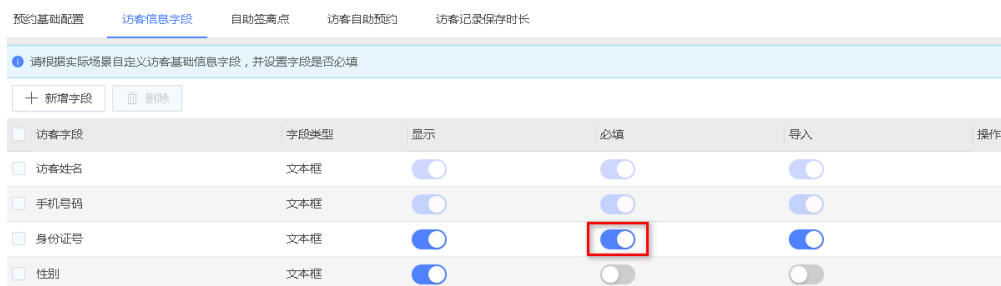 预约基础配置 访客信息字段 自助签离点 访客自助预约 访客记录保存时长
请根据实际场景自定义访客基础信息字段，并设置字段是否必填
新增字段 删除
访客字段 字段类型 显示 必填 导入 操作
访客姓名 文本框
手机号码 文本框
身份证号 文本框
性别 文本框